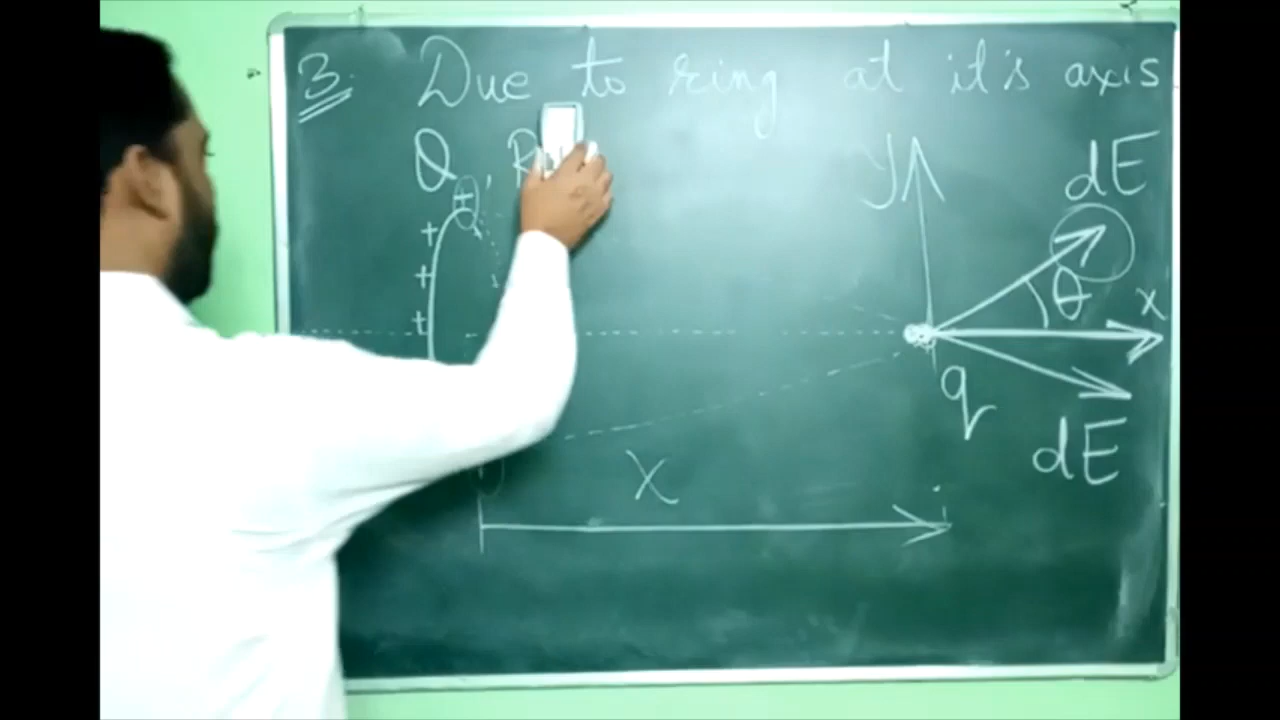 3. Due to ring at it's axis
Q, R
y
dE
+
+
+
+
θ
x
q
dE
X